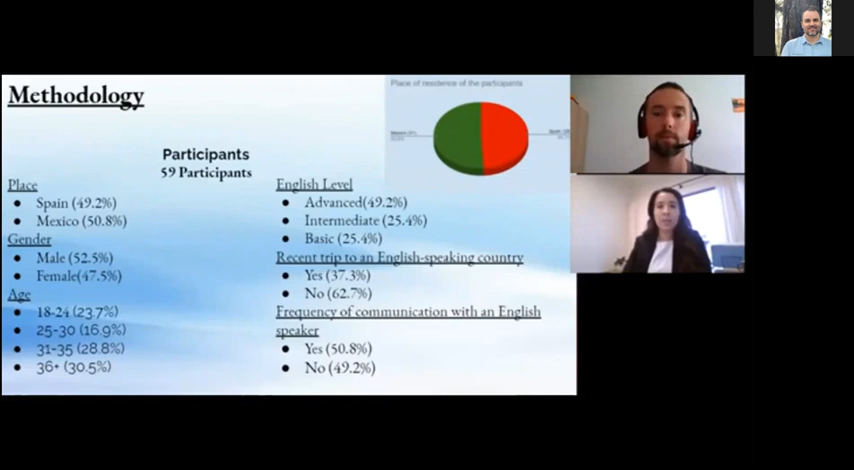 Methodology
Place of residence of the participants
Participants
59 Participants
Place
● Spain (49.2%)
● Mexico (50.8%)
Gender
● Male (52.5%)
● Female(47.5%)
Age
● 18-24 (23.7%)
● 25-30 (16.9%)
● 31-35 (28.8%)
● 36+ (30.5%)
English Level
● Advanced(49.2%)
● Intermediate (25.4%)
● Basic (25.4%)
Recent trip to an English-speaking country
● Yes (37.3%)
● No (62.7%)
Frequency of communication with an English
speaker
● Yes (50.8%)
● No (49.2%)